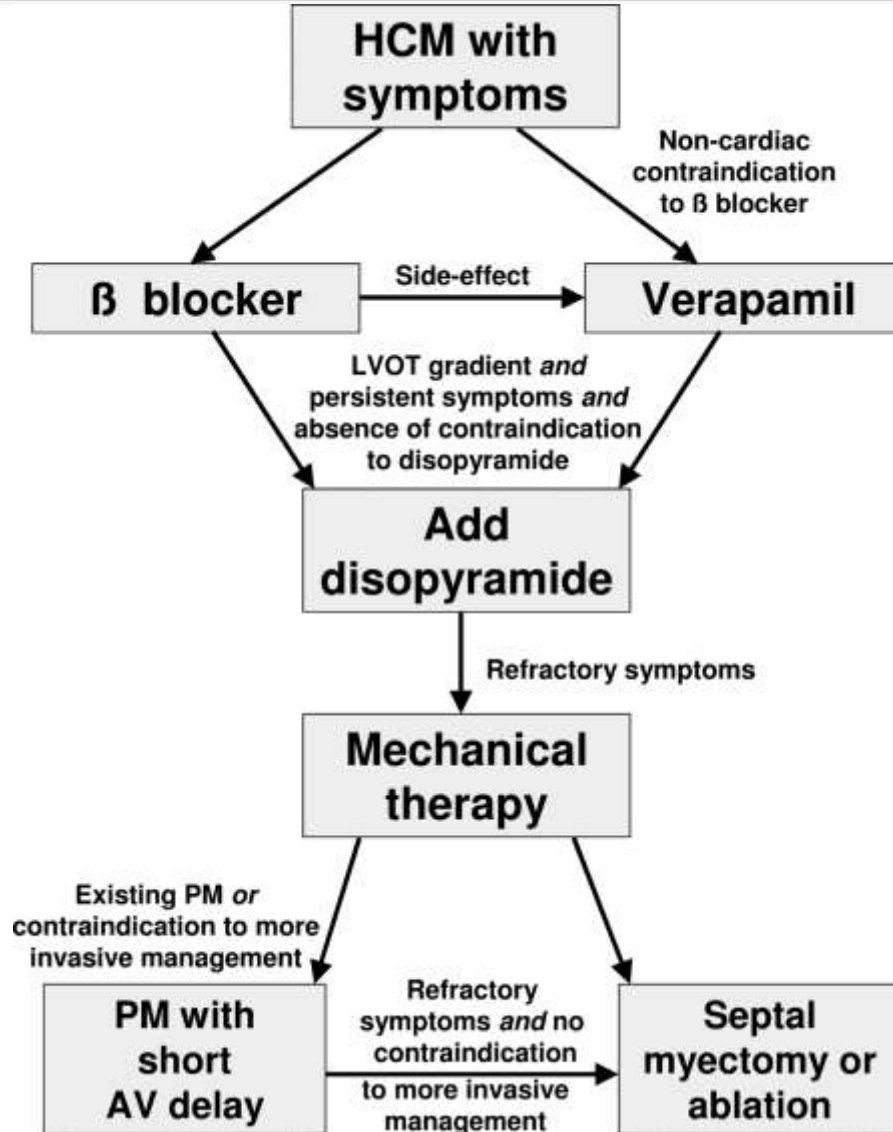 HCM with
symptoms
Non-cardiac
contraindication
to ß blocker
ß blocker
Side-effect
Verapamil
LVOT gradient and
persistent symptoms and
absence of contraindication
to disopyramide
Add
disopyramide
Refractory symptoms
Mechanical
therapy
Existing PM or
contraindication to more
invasive management
PM with
short
AV delay
Refractory
symptoms and no
contraindication
to more invasive
management
Septal
myectomy or
ablation